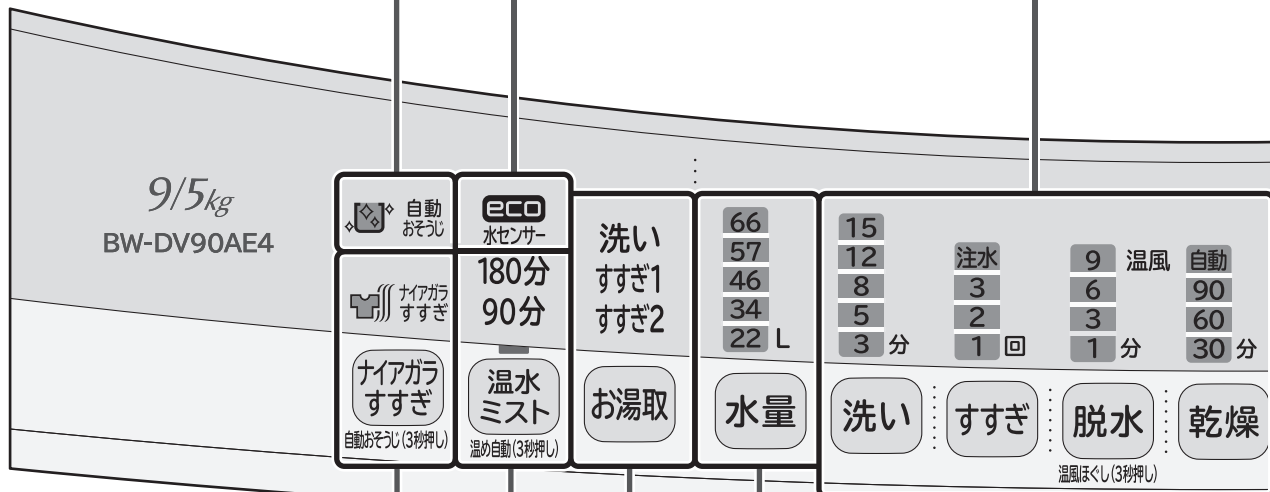 9/5kg
BW-DV90AE4
自動
おそうじ
ナイアガラ
すすぎ
ナイアガラ
すすぎ
自動おそうじ(3秒押し)
eco
水センサー
180分
90分
温水
ミスト
温め自動(3秒押し)
洗い
すすぎ1
すすぎ2
お湯取
66
57
46
34
22 L
水量
15
12
8
5
3 分
洗い
注水
3
2
1 回
すすぎ
9 温風
6
3
1 分
脱水
温風ほぐし(3秒押し)
自動
90
60
30 分
乾燥